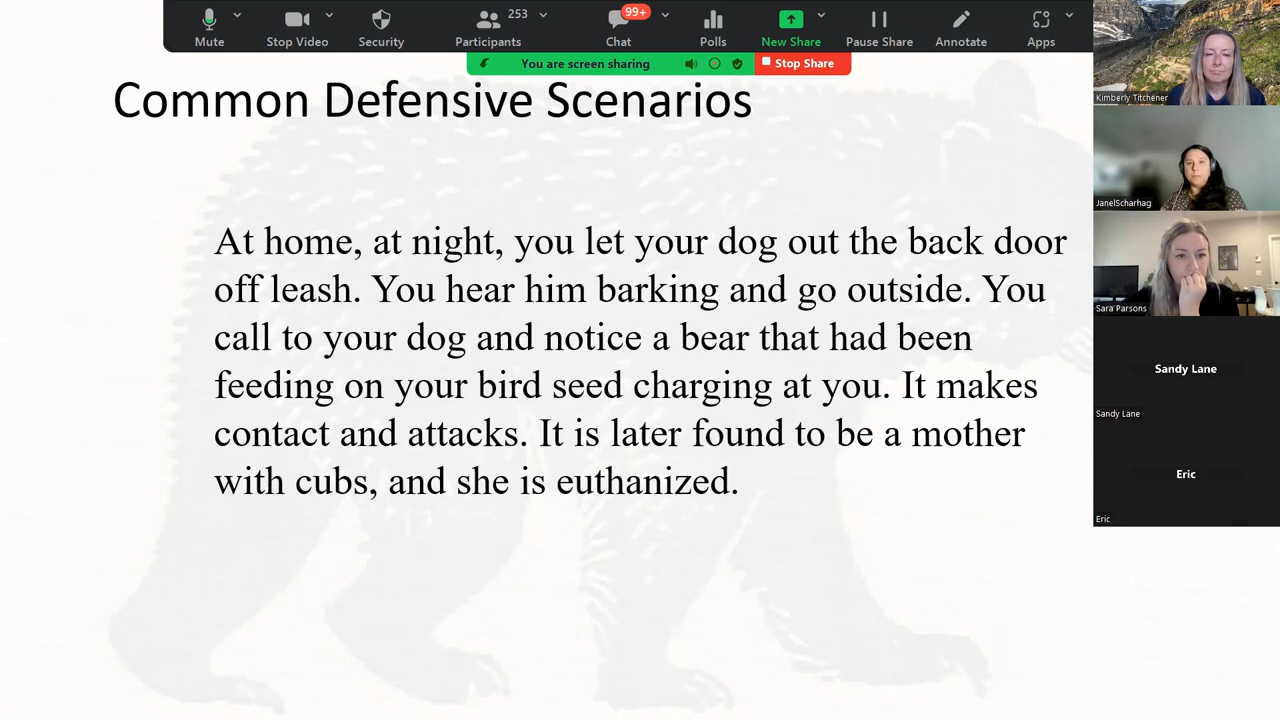 253
99+
Mute
Stop Video
Security
Participants
Chat
Polls
New Share
Pause Share
Annotate
Apps
You are screen sharing
Stop Share
Common Defensive Scenarios
At home, at night, you let your dog out the back door
off leash. You hear him barking and go outside. You
call to your dog and notice a bear that had been
feeding on your bird seed charging at you. It makes
contact and attacks. It is later found to be a mother
with cubs, and she is euthanized.
Kimberly Titchener
JanelScharhag
Sara Parsons
Sandy Lane
Sandy Lane
Eric
Eric